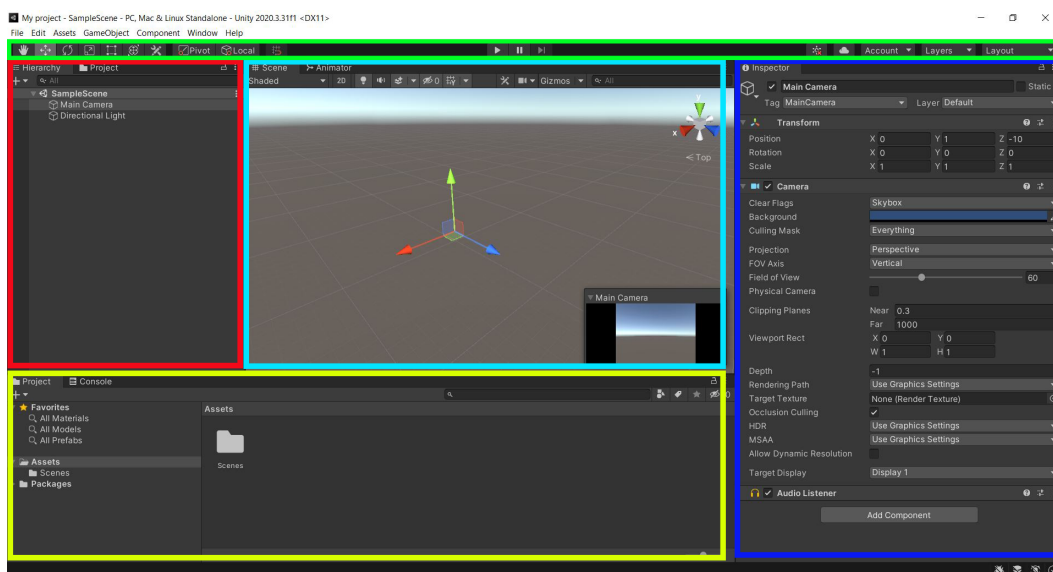 My project - SampleScene - PC, Mac & Linux Standalone - Unity 2020.3.31f1 <DX11>
File Edit Assets GameObject Component Window Help
Pivot Local Account Layers Layout
Hierarchy Project
All
SampleScene
Main Camera
Directional Light
Scene Animator
Shaded 2D 0 Gizmos All
y
x
Top
Main Camera
Project Console
Favorites
All Materials
All Models
All Prefabs
Assets
Scenes
Packages
Assets
Scenes
Inspector
Main Camera Static
Tag MainCamera Layer Default
Transform
Position X 0 Y 1 Z -10
Rotation X 0 Y 0 Z 0
Scale X 1 Y 1 Z 1
Camera
Clear Flags Skybox
Background
Culling Mask Everything
Projection Perspective
FOV Axis Vertical
Field of View 60
Physical Camera
Clipping Planes Near 0.3
Far 1000
Viewport Rect X 0 Y 0
W 1 H 1
Depth -1
Rendering Path Use Graphics Settings
Target Texture None (Render Texture)
Occlusion Culling
HDR Use Graphics Settings
MSAA Use Graphics Settings
Allow Dynamic Resolution
Target Display Display 1
Audio Listener
Add Component